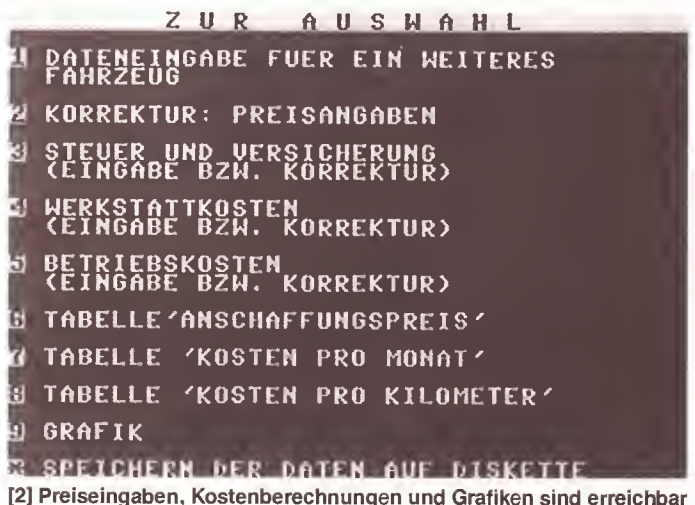 ZUR AUSWAHL
1 DATENEINGABE FUER EIN WEITERES
FAHRZEUG
2 KORREKTUR: PREISANGABEN
3 STEUER UND VERSICHERUNG
(EINGABE BZW. KORREKTUR)
4 WERKSTATTKOSTEN
(EINGABE BZW. KORREKTUR)
5 BETRIEBSKOSTEN
(EINGABE BZW. KORREKTUR)
6 TABELLE'ANSCHAFFUNGSPREIS'
7 TABELLE 'KOSTEN PRO MONAT'
8 TABELLE 'KOSTEN PRO KILOMETER'
9 GRAFIK
SPEICHERN DER DATEN AUF DISKETTE
[2] Preiseingaben, Kostenberechnungen und Grafiken sind erreichbar